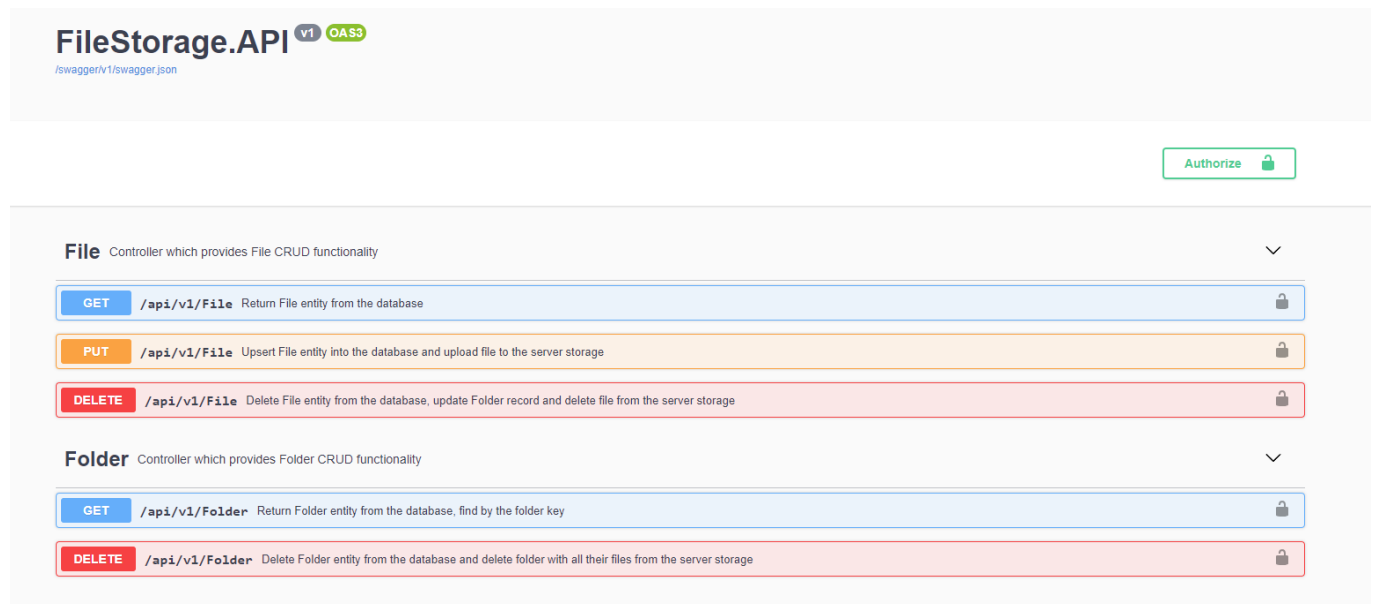 FileStorage.API v1 OAS3
/swagger/v1/swagger.json
Authorize
File Controller which provides File CRUD functionality
GET /api/v1/File Return File entity from the database
PUT /api/v1/File Upsert File entity into the database and upload file to the server storage
DELETE /api/v1/File Delete File entity from the database, update Folder record and delete file from the server storage
Folder Controller which provides Folder CRUD functionality
GET /api/v1/Folder Return Folder entity from the database, find by the folder key
DELETE /api/v1/Folder Delete Folder entity from the database and delete folder with all their files from the server storage